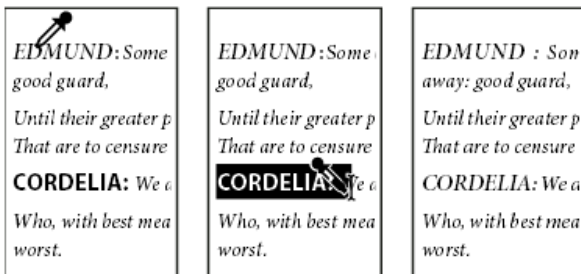 EDMUND: Some
good guard,
Until their greater p
That are to censure
CORDELIA: We a
Who, with best mea
worst.
EDMUND :Some
good guard,
Until their greater p
That are to censure
CORDELIA: We a
Who, with best mea
worst.
EDMUND : Som
away: good guard,
Until their greater p
That are to censure
CORDELIA: We a
Who, with best mea
worst.